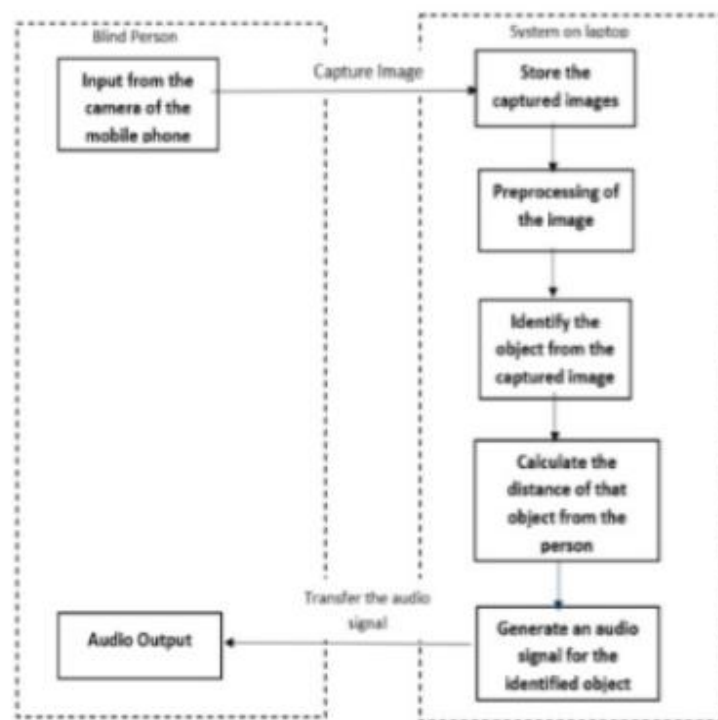 Blind Person
System on laptop
Input from the
camera of the
mobile phone
Capture Image
Store the
captured images
Preprocessing of
the image
Identify the
object from the
captured image
Calculate the
distance of that
object from the
person
Transfer the audio
signal
Generate an audio
signal for the
identified object
Audio Output